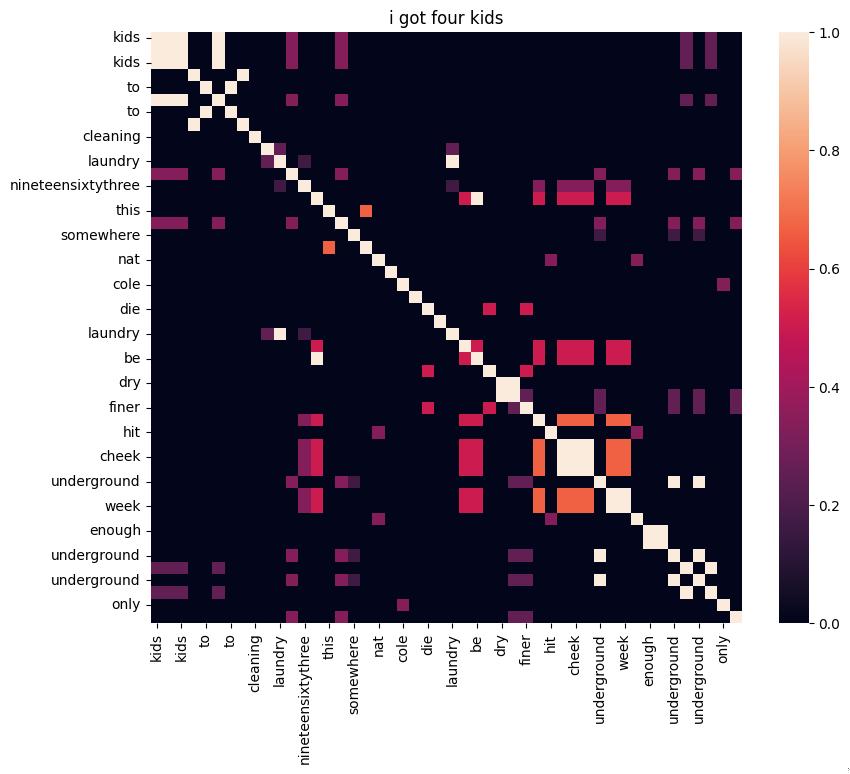 i got four kids
kids
kids
to
to
cleaning
laundry
nineteensixtythree
this
somewhere
nat
cole
die
laundry
be
dry
finer
hit
cheek
underground
week
enough
underground
underground
only
1.0
0.8
0.6
0.4
0.2
0.0
kids
kids
to
to
cleaning
laundry
nineteensixtythree
this
somewhere
nat
cole
die
laundry
be
dry
finer
hit
cheek
underground
week
enough
underground
underground
only